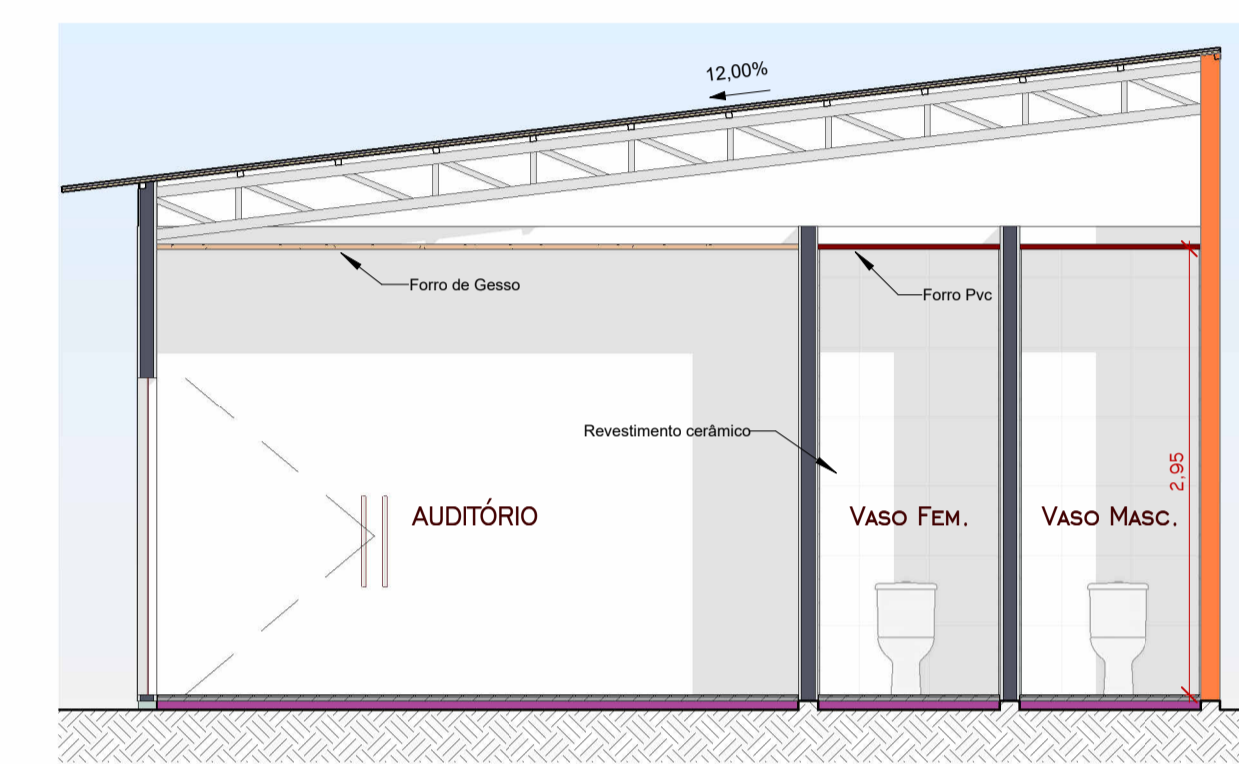 12,00%
Forro de Gesso
Forro Pvc
Revestimento cerâmico
2,95
AUDITÓRIO
VASO FEM.
VASO MASC.